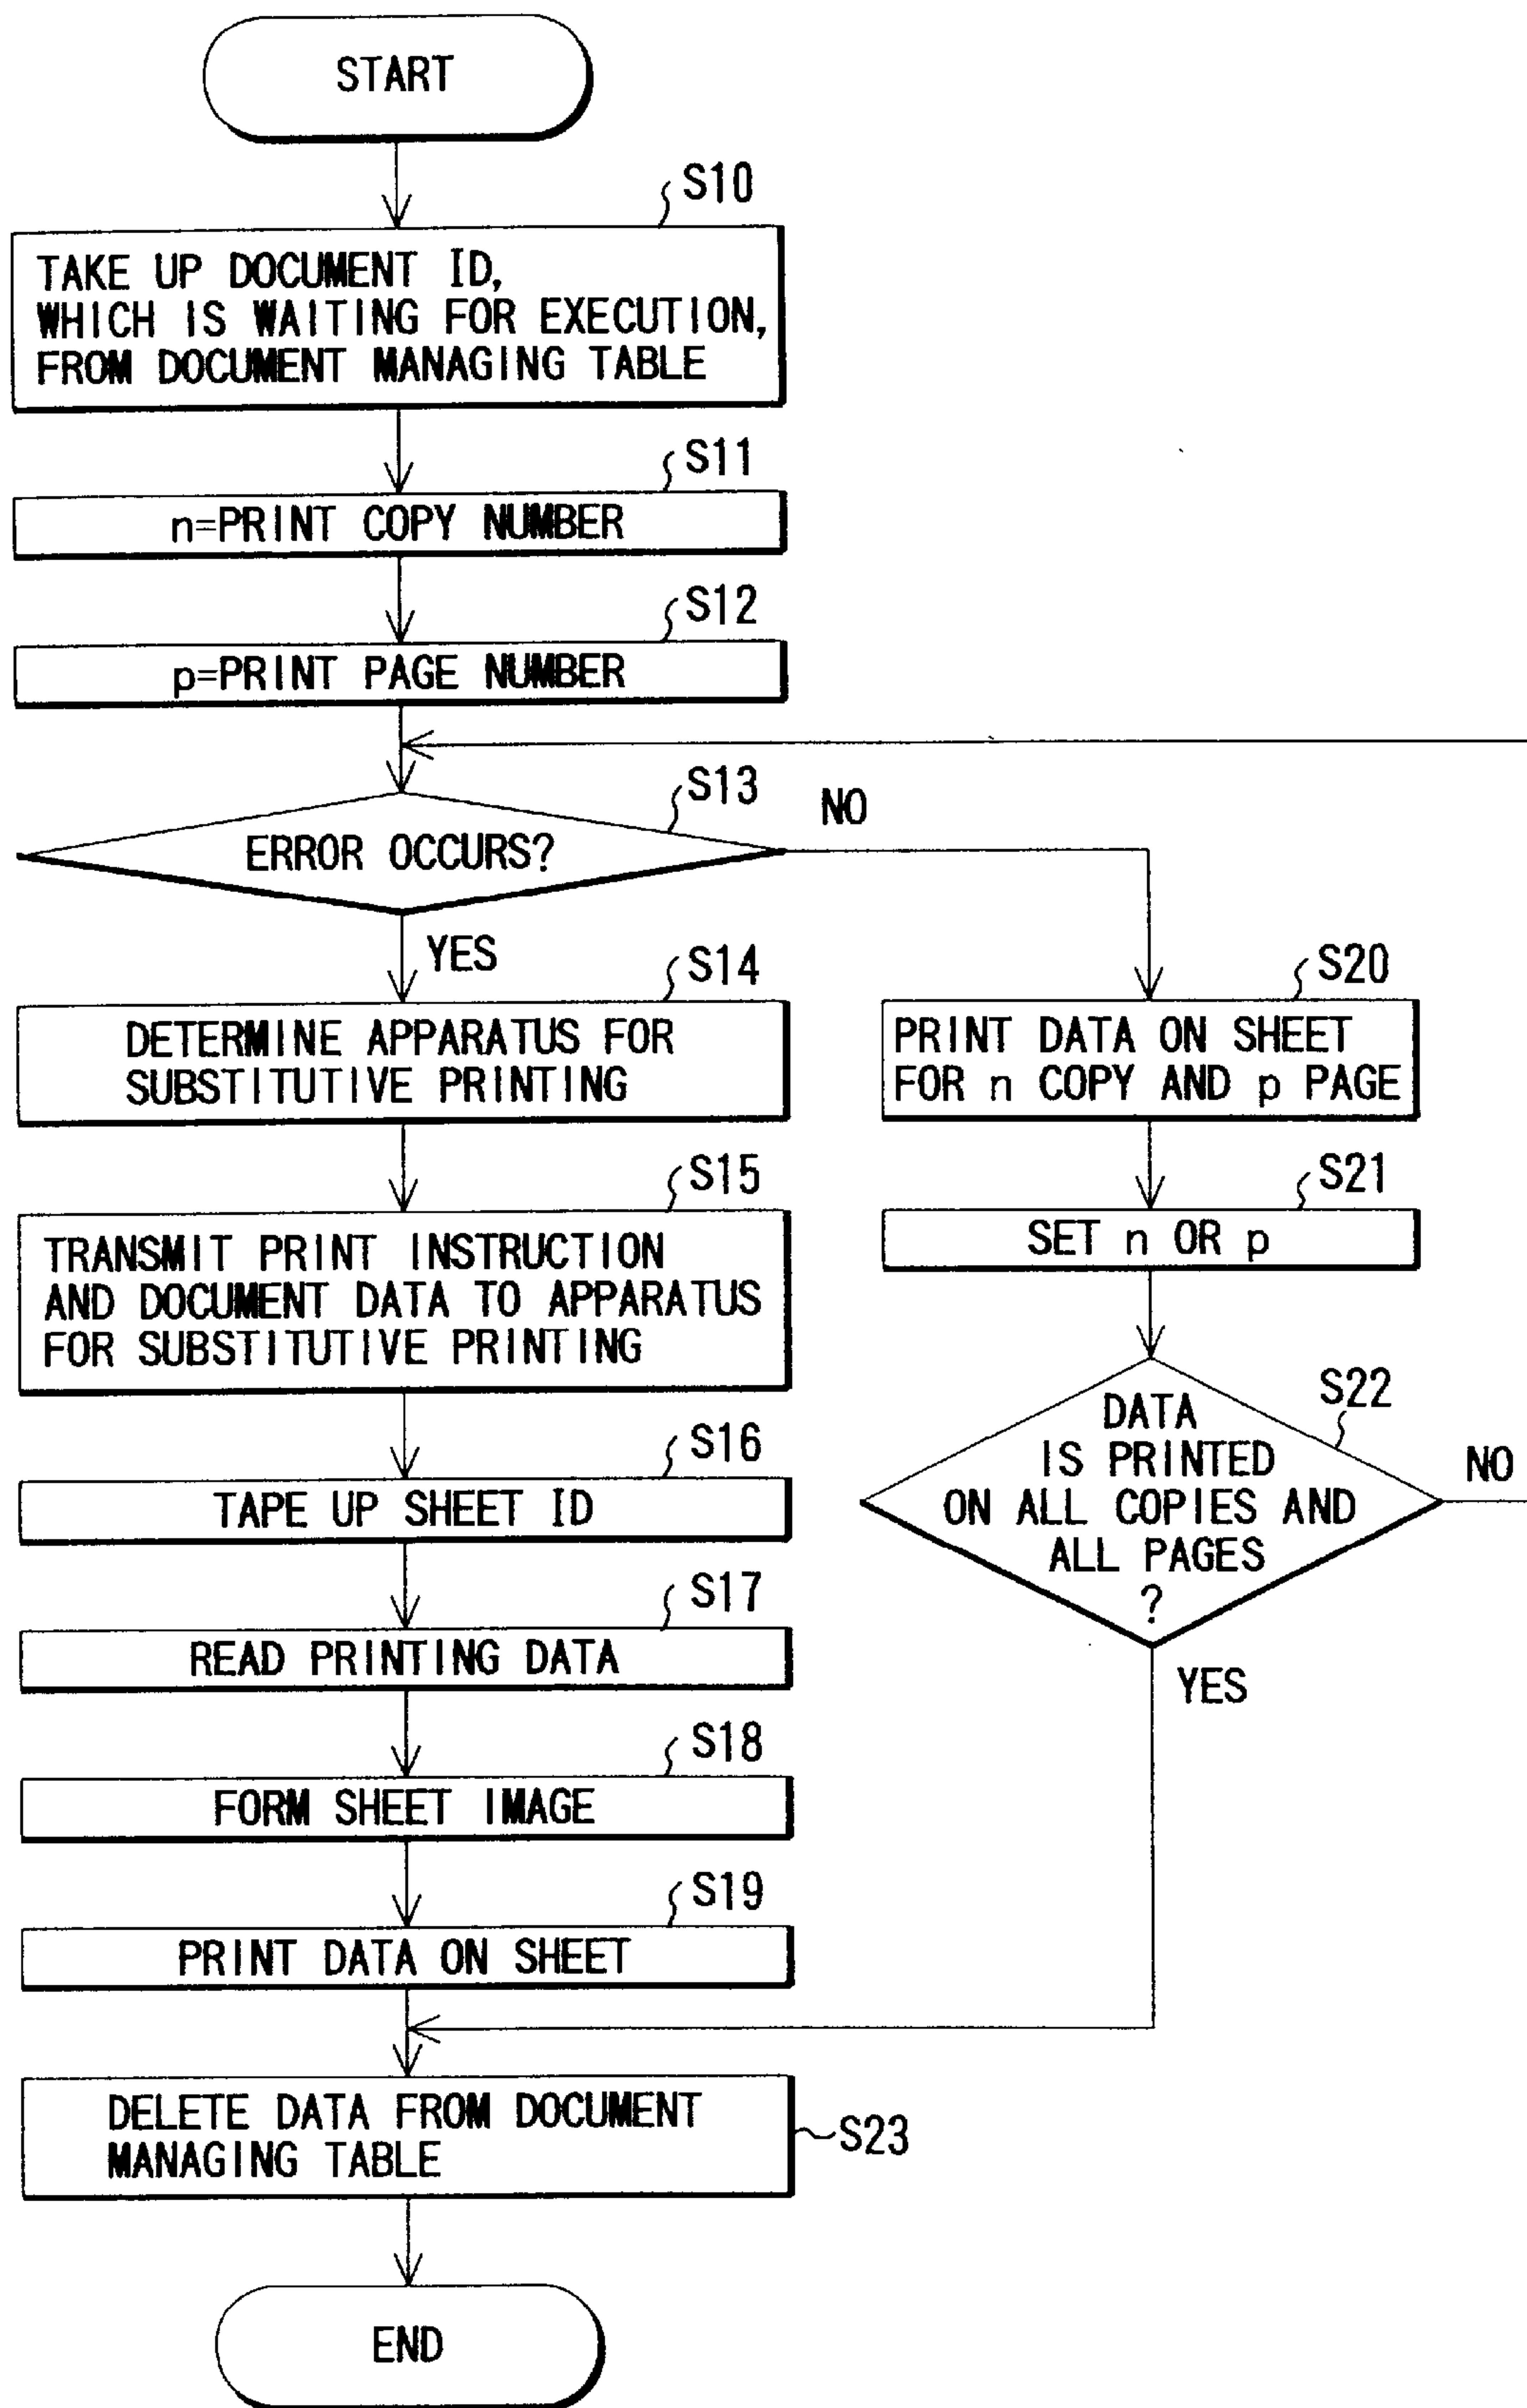 START
S10
TAKE UP DOCUMENT ID,
WHICH IS WAITING FOR EXECUTION,
FROM DOCUMENT MANAGING TABLE
S11
n=PRINT COPY NUMBER
S12
p=PRINT PAGE NUMBER
S13
NO
ERROR OCCURS?
YES
S14
DETERMINE APPARATUS FOR
SUBSTITUTIVE PRINTING
S15
TRANSMIT PRINT INSTRUCTION
AND DOCUMENT DATA TO APPARATUS
FOR SUBSTITUTIVE PRINTING
S16
TAPE UP SHEET ID
S17
READ PRINTING DATA
S18
FORM SHEET IMAGE
S19
PRINT DATA ON SHEET
S20
PRINT DATA ON SHEET
FOR n COPY AND p PAGE
S21
SET n OR p
S22
DATA
IS PRINTED
ON ALL COPIES AND
ALL PAGES
?
NO
YES
DELETE DATA FROM DOCUMENT
MANAGING TABLE
S23
END